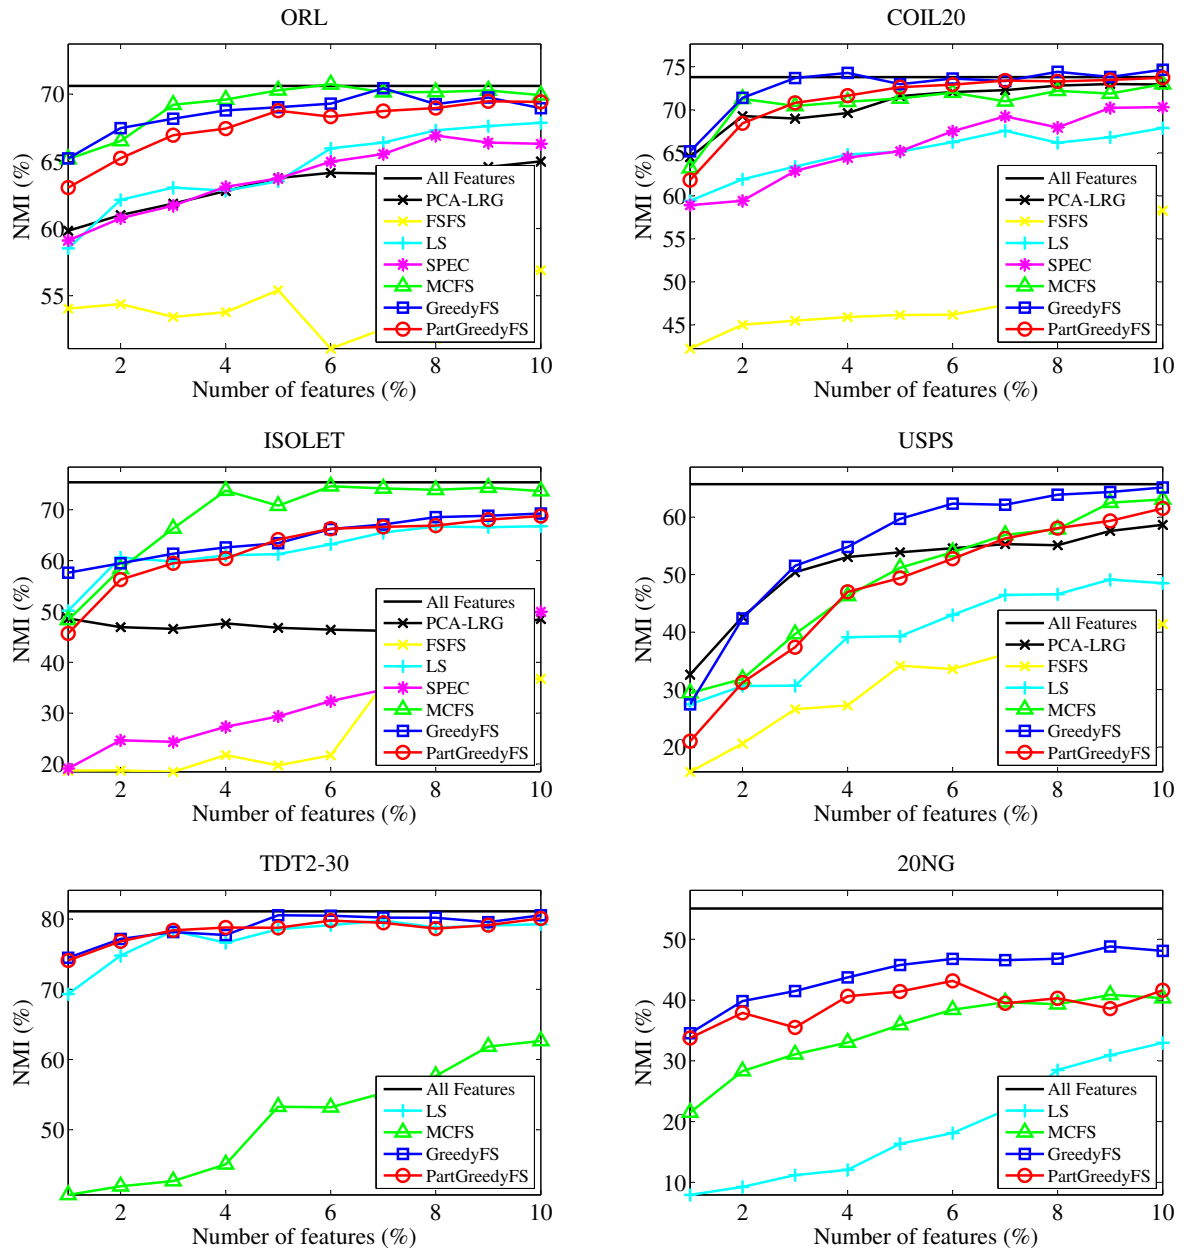 ORL
NMI (%)
70
65
60
55
2 4 6 8 10
Number of features (%)
All Features
PCA-LRG
FSFS
LS
SPEC
MCFS
GreedyFS
PartGreedyFS
COIL20
NMI (%)
75
70
65
60
55
50
45
2 4 6 8 10
Number of features (%)
All Features
PCA-LRG
FSFS
LS
SPEC
MCFS
GreedyFS
PartGreedyFS
ISOLET
NMI (%)
70
60
50
40
30
20
2 4 6 8 10
Number of features (%)
All Features
PCA-LRG
FSFS
LS
SPEC
MCFS
GreedyFS
PartGreedyFS
USPS
NMI (%)
60
50
40
30
20
2 4 6 8 10
Number of features (%)
All Features
PCA-LRG
FSFS
LS
MCFS
GreedyFS
PartGreedyFS
TDT2-30
NMI (%)
80
70
60
50
2 4 6 8 10
Number of features (%)
All Features
LS
MCFS
GreedyFS
PartGreedyFS
20NG
NMI (%)
50
40
30
20
10
2 4 6 8 10
Number of features (%)
All Features
LS
MCFS
GreedyFS
PartGreedyFS